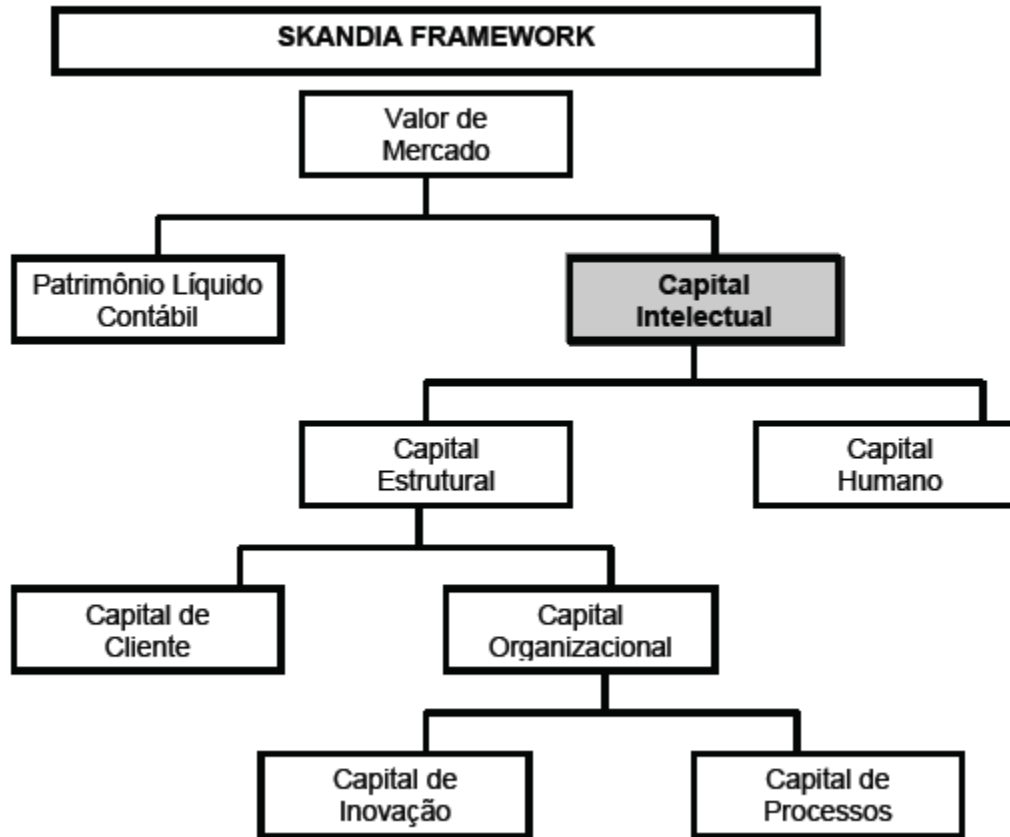 SKANDIA FRAMEWORK
Valor de
Mercado
Patrimônio Líquido
Contábil
Capital
Intelectual
Capital
Estrutural
Capital
Humano
Capital de
Cliente
Capital
Organizacional
Capital de
Inovação
Capital de
Processos